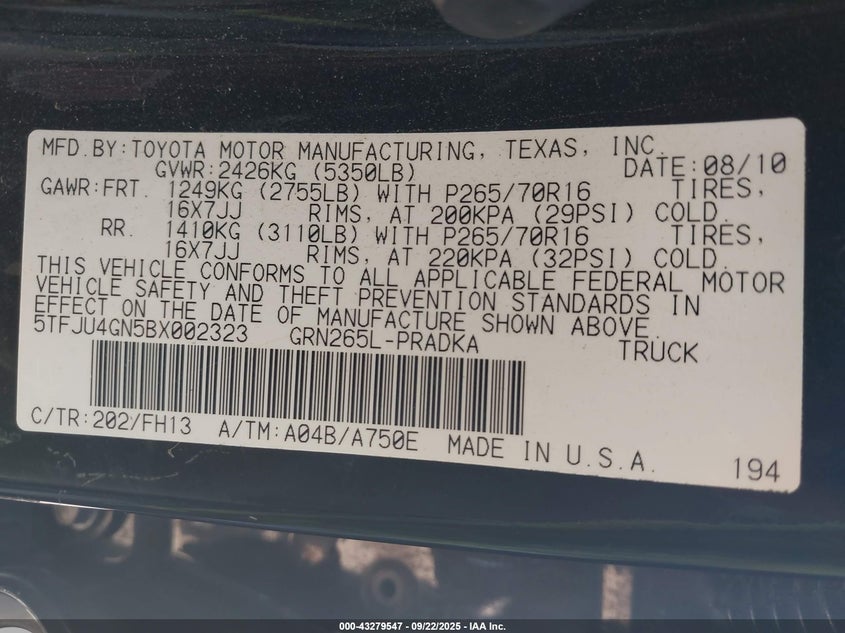 MFD.BY:TOYOTA MOTOR MANUFACTURING, TEXAS, INC.
GVWR:2426KG (5350LB) DATE:08/10
GAWR:FRT. 1249KG (2755LB) WITH P265/70R16 TIRES,
16X7JJ RIMS, AT 200KPA (29PSI) COLD.
RR. 1410KG (3110LB) WITH P265/70R16 TIRES,
16X7JJ RIMS, AT 220KPA (32PSI) COLD.
THIS VEHICLE CONFORMS TO ALL APPLICABLE FEDERAL MOTOR
VEHICLE SAFETY AND THEFT PREVENTION STANDARDS IN
EFFECT ON THE DATE OF MANUFACTURE SHOWN ABOVE.
5TFJU4GN5BX002323 GRN265L-PRADKA TRUCK
C/TR:202/FH13 A/TM:A04B/A750E MADE IN U.S.A. 194
000-43279547 - 09/22/2025 - IAA Inc.